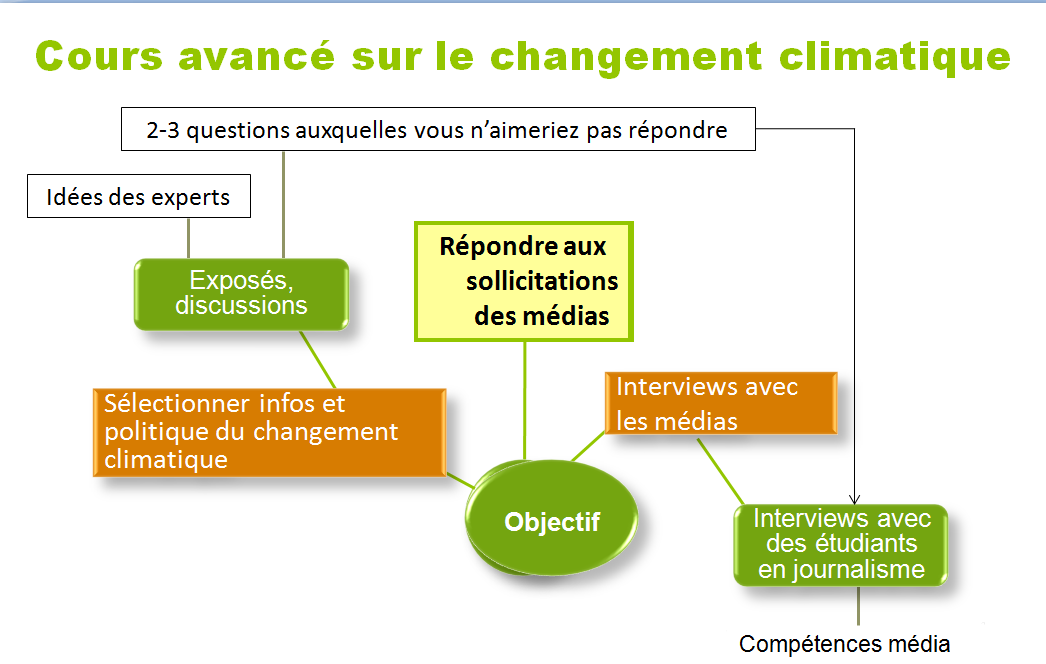 Cours avancé sur le changement climatique
2-3 questions auxquelles vous n'aimeriez pas répondre
Idées des experts
Exposés,
discussions
Répondre aux
sollicitations
des médias
Sélectionner infos et
politique du changement
climatique
Interviews avec
les médias
Objectif
Interviews avec
des étudiants
en journalisme
Compétences média